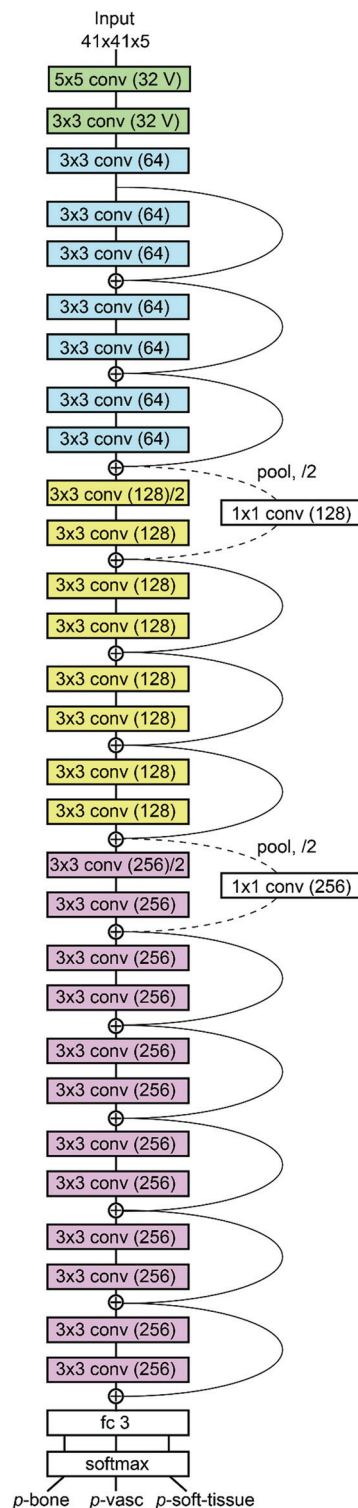 Input
41x41x5
5x5 conv (32 V)
3x3 conv (32 V)
3x3 conv (64)
3x3 conv (64)
3x3 conv (64)
3x3 conv (64)
3x3 conv (64)
3x3 conv (64)
3x3 conv (64)
pool, /2
3x3 conv (128)/2
1x1 conv (128)
3x3 conv (128)
3x3 conv (128)
3x3 conv (128)
3x3 conv (128)
3x3 conv (128)
3x3 conv (128)
3x3 conv (128)
pool, /2
3x3 conv (256)/2
1x1 conv (256)
3x3 conv (256)
3x3 conv (256)
3x3 conv (256)
3x3 conv (256)
3x3 conv (256)
3x3 conv (256)
3x3 conv (256)
3x3 conv (256)
3x3 conv (256)
3x3 conv (256)
3x3 conv (256)
fc 3
softmax
p-bone p-vasc p-soft-tissue